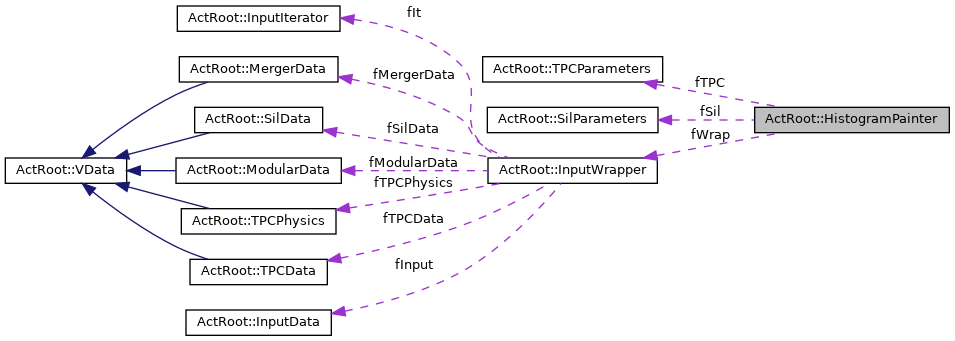 ActRoot::InputIterator
fIt
ActRoot::MergerData
fMergerData
ActRoot::TPCParameters
fTPC
ActRoot::SilData
fSilData
ActRoot::SilParameters
fSil
ActRoot::HistogramPainter
fWrap
ActRoot::VData
ActRoot::ModularData
fModularData
ActRoot::InputWrapper
fTPCPhysics
ActRoot::TPCPhysics
fTPCData
ActRoot::TPCData
fInput
ActRoot::InputData